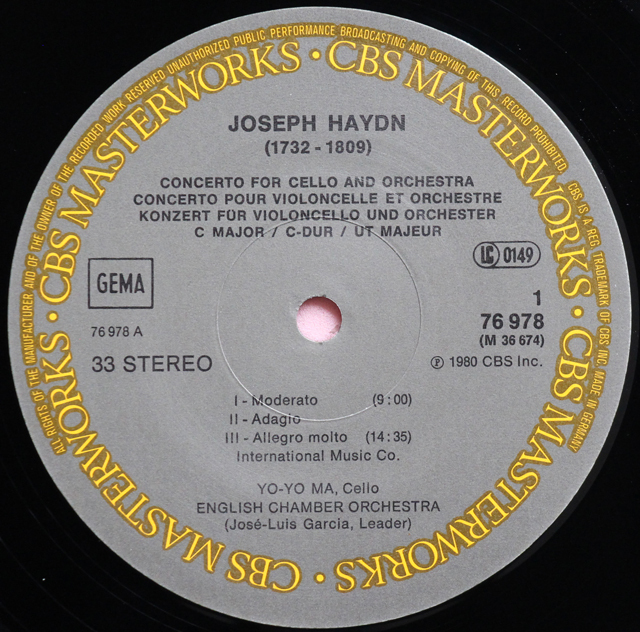 ALL RIGHTS OF THE MANUFACTURER AND OF THE OWNER OF THE RECORDED WORK RESERVED UNAUTHORIZED PUBLIC PERFORMANCE BROADCASTING AND COPYING OF THIS RECORD PROHIBITED. CBS IS A REG. TRADEMARK OF CBS INC. MADE IN GERMANY
CBS MASTERWORKS · CBS MASTERWORKS · CBS MASTERWORKS · CBS MASTERWORKS ·
JOSEPH HAYDN
(1732 - 1809)
CONCERTO FOR CELLO AND ORCHESTRA
CONCERTO POUR VIOLONCELLE ET ORCHESTRE
KONZERT FÜR VIOLONCELLO UND ORCHESTER
C MAJOR / C-DUR / UT MAJEUR
LC 0149
GEMA
1
76 978
(M 36 674)
76 978 A
33 STEREO
℗ 1980 CBS Inc.
I - Moderato (9:00)
II - Adagio
III - Allegro molto (14:35)
International Music Co.
YO-YO MA, Cello
ENGLISH CHAMBER ORCHESTRA
(José-Luis Garcia, Leader)